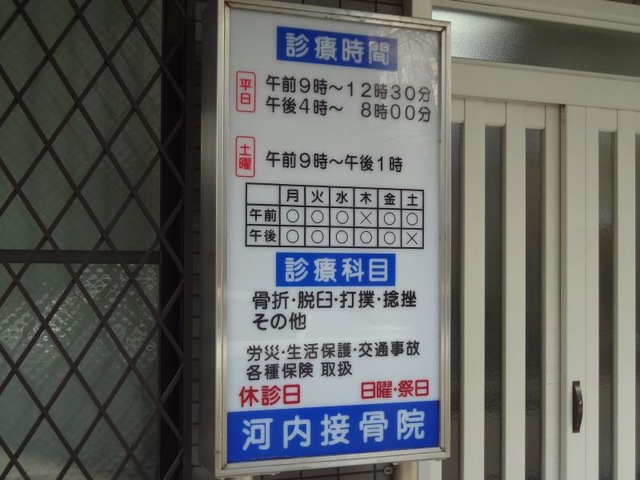 診療時間
平日 午前9時〜12時30分
午後4時〜 8時00分
土曜 午前9時〜午後1時
月 火 水 木 金 土
午前 ○ ○ ○ × ○ ○
午後 ○ ○ ○ ○ ○ ×
診療科目
骨折・脱臼・打撲・捻挫
その他
労災・生活保護・交通事故
各種保険 取扱
休診日 日曜・祭日
河内接骨院